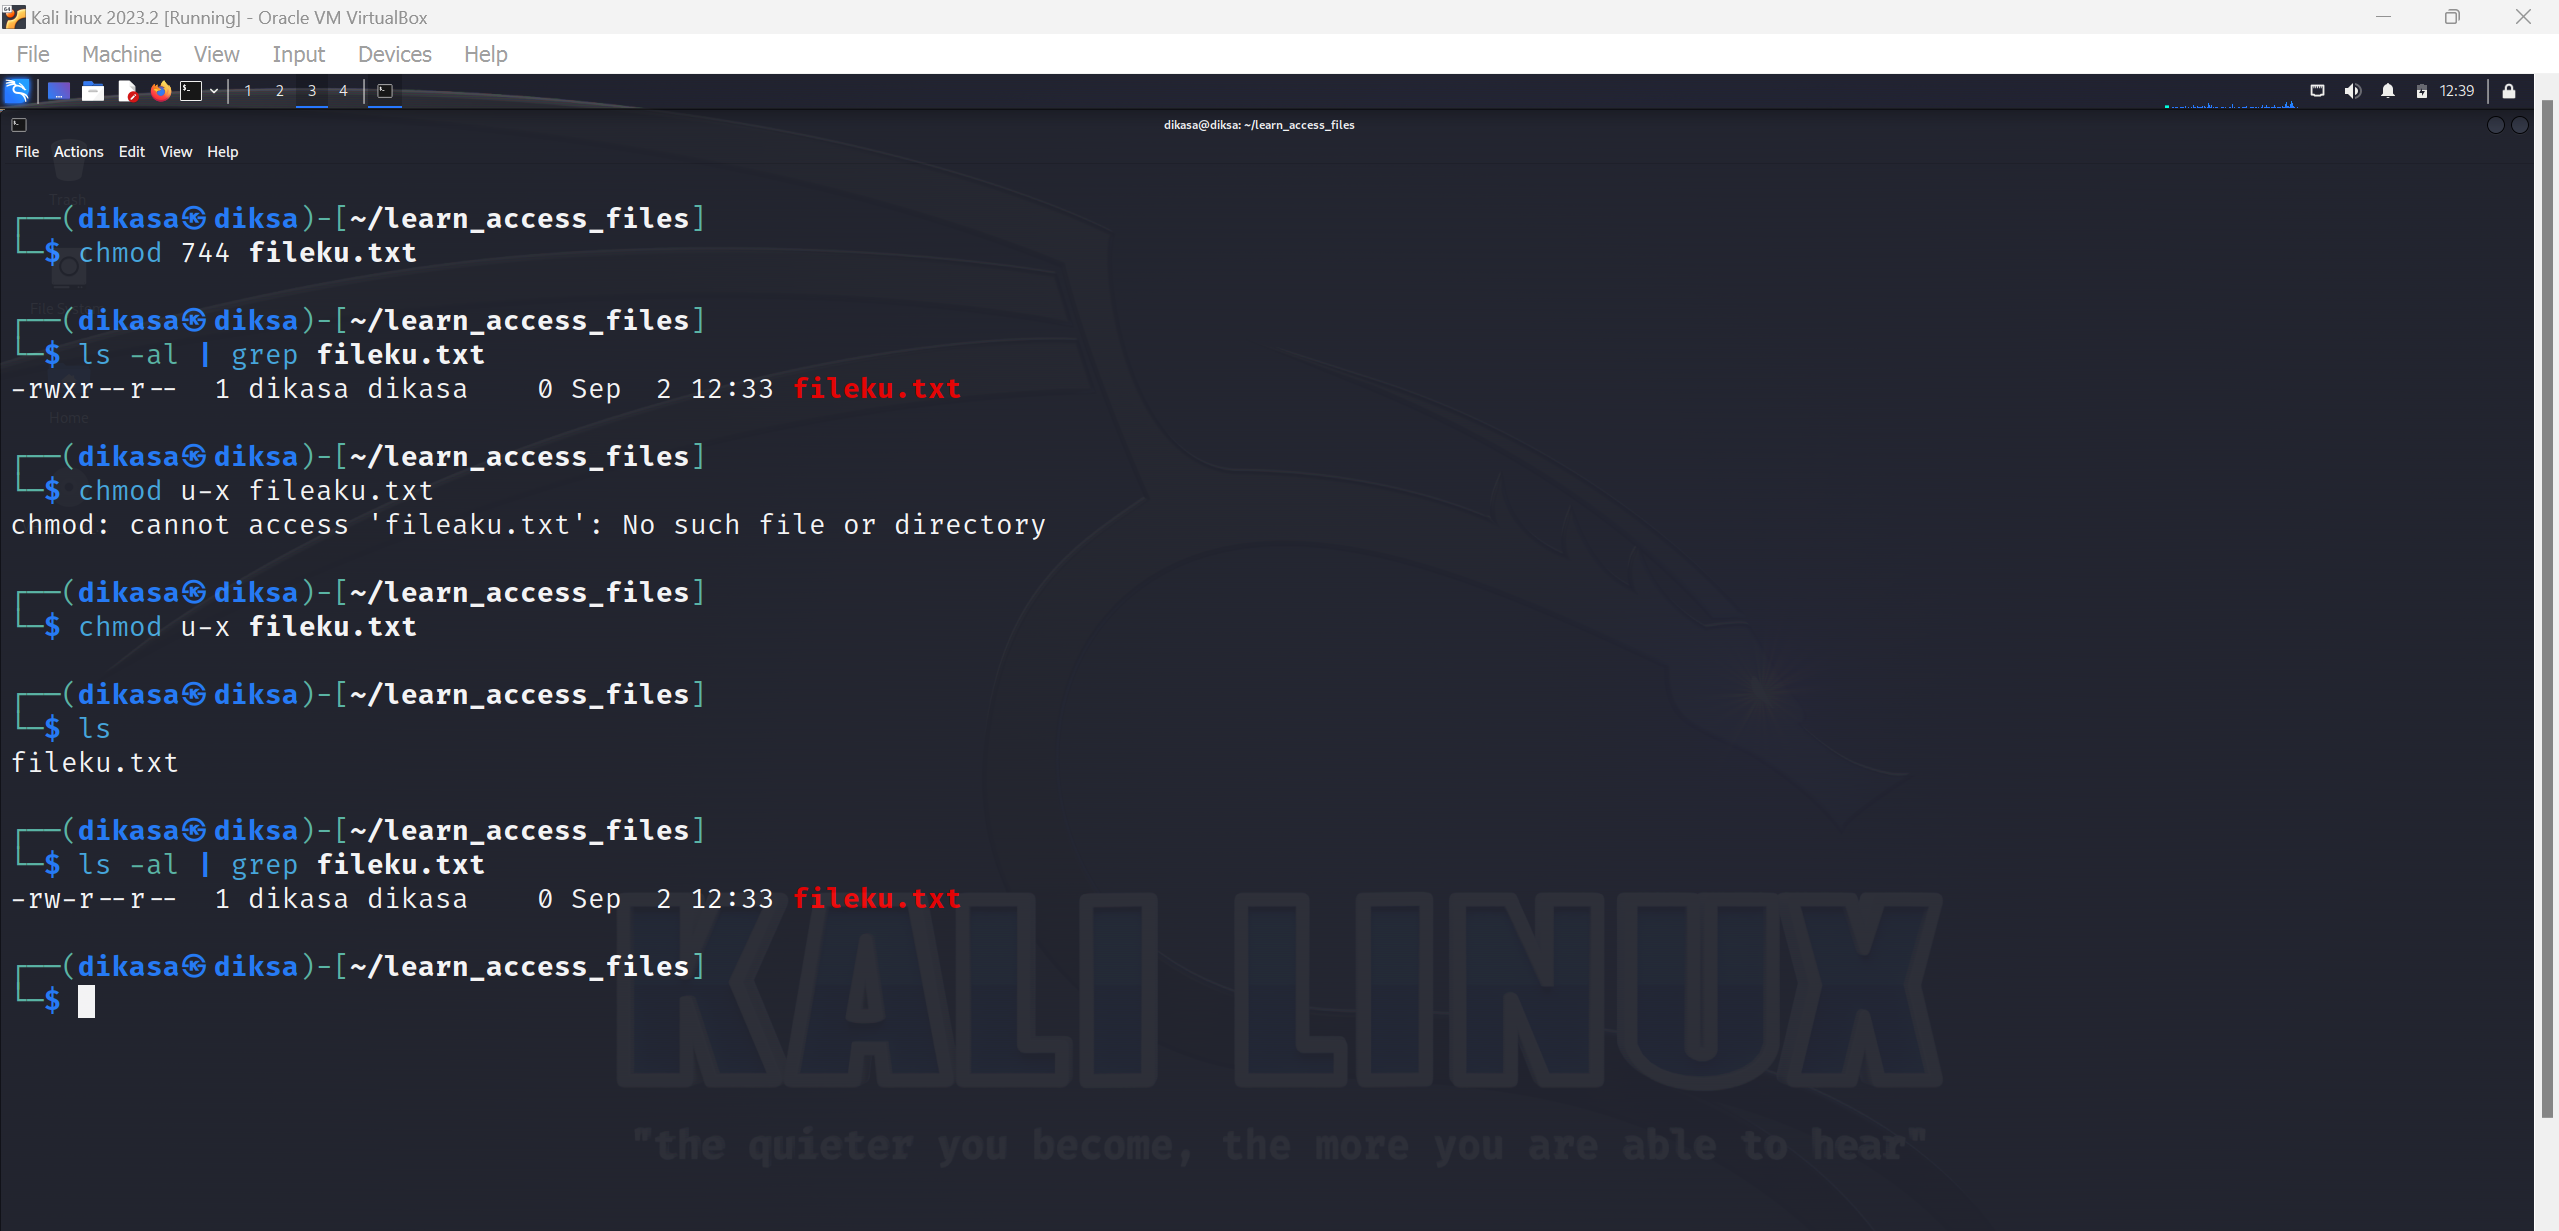 Kali linux 2023.2 [Running] - Oracle VM VirtualBox
File Machine View Input Devices Help
1 2 3 4 12:39
dikasa@diksa: ~/learn_access_files
File Actions Edit View Help
Trash
┌──(dikasa㉿diksa)-[~/learn_access_files]
└─$ chmod 744 fileku.txt
File System
┌──(dikasa㉿diksa)-[~/learn_access_files]
└─$ ls -al | grep fileku.txt
-rwxr--r--  1 dikasa dikasa    0 Sep  2 12:33 fileku.txt
Home
┌──(dikasa㉿diksa)-[~/learn_access_files]
└─$ chmod u-x fileaku.txt
chmod: cannot access 'fileaku.txt': No such file or directory
┌──(dikasa㉿diksa)-[~/learn_access_files]
└─$ chmod u-x fileku.txt
┌──(dikasa㉿diksa)-[~/learn_access_files]
└─$ ls
fileku.txt
┌──(dikasa㉿diksa)-[~/learn_access_files]
└─$ ls -al | grep fileku.txt
-rw-r--r--  1 dikasa dikasa    0 Sep  2 12:33 fileku.txt
┌──(dikasa㉿diksa)-[~/learn_access_files]
└─$
KALI LINUX
"the quieter you become, the more you are able to hear"